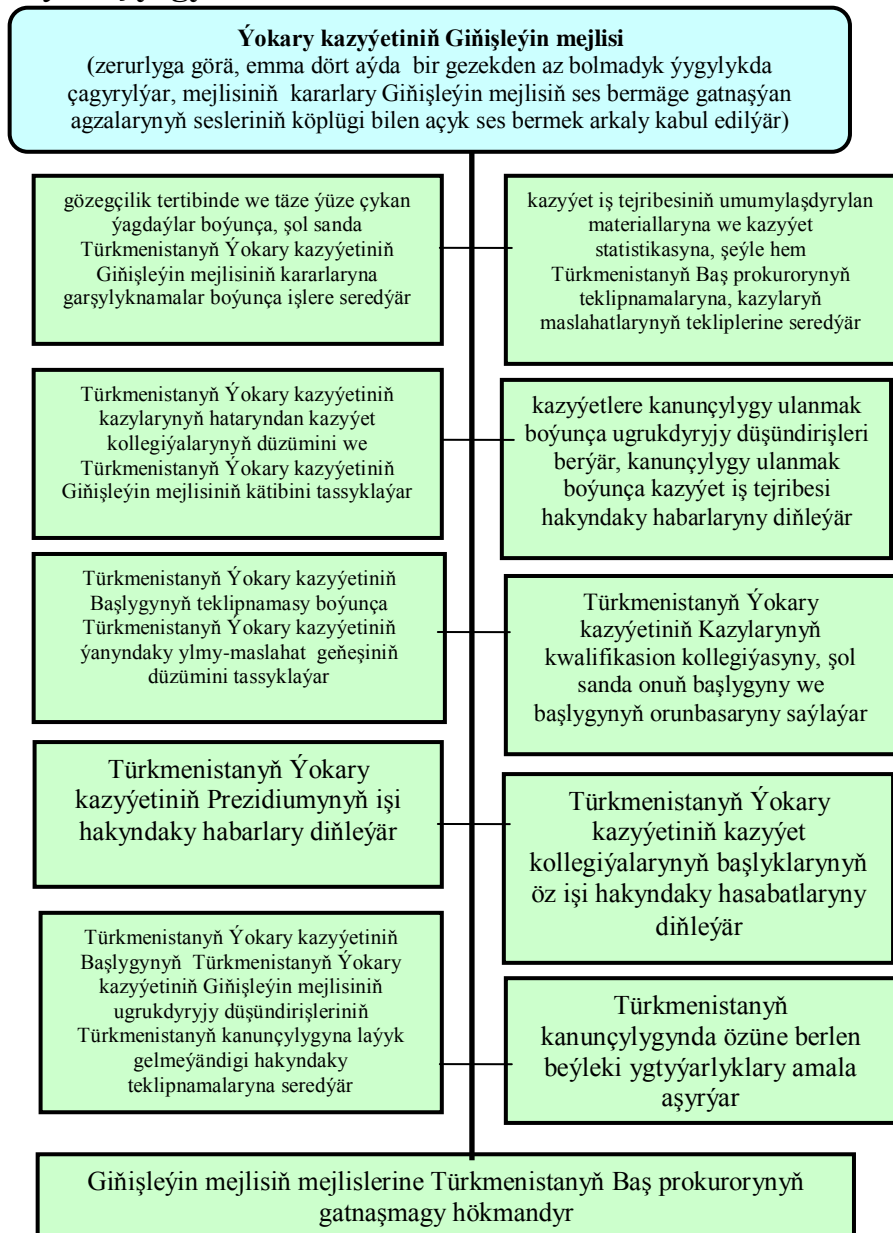 Ýokary kazyýetiniň Giňişleýin mejlisi
(zerurlyga görä, emma dört aýda bir gezekden az bolmadyk ýygylykda
çagyrylýar, mejlisiniň kararlary Giňişleýin mejlisiň ses bermäge gatnaşýan
agzalarynyň sesleriniň köplügi bilen açyk ses bermek arkaly kabul edilýär)
gözegçilik tertibinde we täze ýüze çykan
ýagdaýlar boýunça, şol sanda
Türkmenistanyň Ýokary kazyýetiniň
Giňişleýin mejlisiniň kararlaryna
garşylyknamalar boýunça işlere seredýär
kazyýet iş tejribesiniň umumylaşdyrylan
materiallaryna we kazyýet
statistikasyna, şeýle hem
Türkmenistanyň Baş prokurorynyň
teklipnamalaryna, kazylaryň
maslahatlarynyň tekliplerine seredýär
Türkmenistanyň Ýokary kazyýetiniň
kazylarynyň hataryndan kazyýet
kollegiýalarynyň düzümini we
Türkmenistanyň Ýokary kazyýetiniň
Giňişleýin mejlisiniň kätibini tassyklaýar
kazyýetlere kanunçylygy ulanmak
boýunça ugrukdyryjy düşündirişleri
berýär, kanunçylygy ulanmak
boýunça kazyýet iş tejribesi
hakyndaky habarlaryny diňleýär
Türkmenistanyň Ýokary kazyýetiniň
Başlygynyň teklipnamasy boýunça
Türkmenistanyň Ýokary kazyýetiniň
ýanyndaky ylmy-maslahat geňeşiniň
düzümini tassyklaýar
Türkmenistanyň Ýokary
kazyýetiniň Kazylarynyň
kwalifikasion kollegiýasyny, şol
sanda onuň başlygyny we
başlygynyň orunbasaryny saýlaýar
Türkmenistanyň Ýokary
kazyýetiniň Prezidiumynyň işi
hakyndaky habarlary diňleýär
Türkmenistanyň Ýokary
kazyýetiniň kazyýet
kollegiýalarynyň başlyklarynyň
öz işi hakyndaky hasabatlaryny
diňleýär
Türkmenistanyň Ýokary kazyýetiniň
Başlygynyň Türkmenistanyň Ýokary
kazyýetiniň Giňişleýin mejlisiniň
ugrukdyryjy düşündirişleriniň
Türkmenistanyň kanunçylygyna laýyk
gelmeýändigi hakyndaky
teklipnamalaryna seredýär
Türkmenistanyň
kanunçylygynda özüne berlen
beýleki ygtyýarlyklary amala
aşyrýar
Giňişleýin mejlisiň mejlislerine Türkmenistanyň Baş prokurorynyň
gatnaşmagy hökmandyr